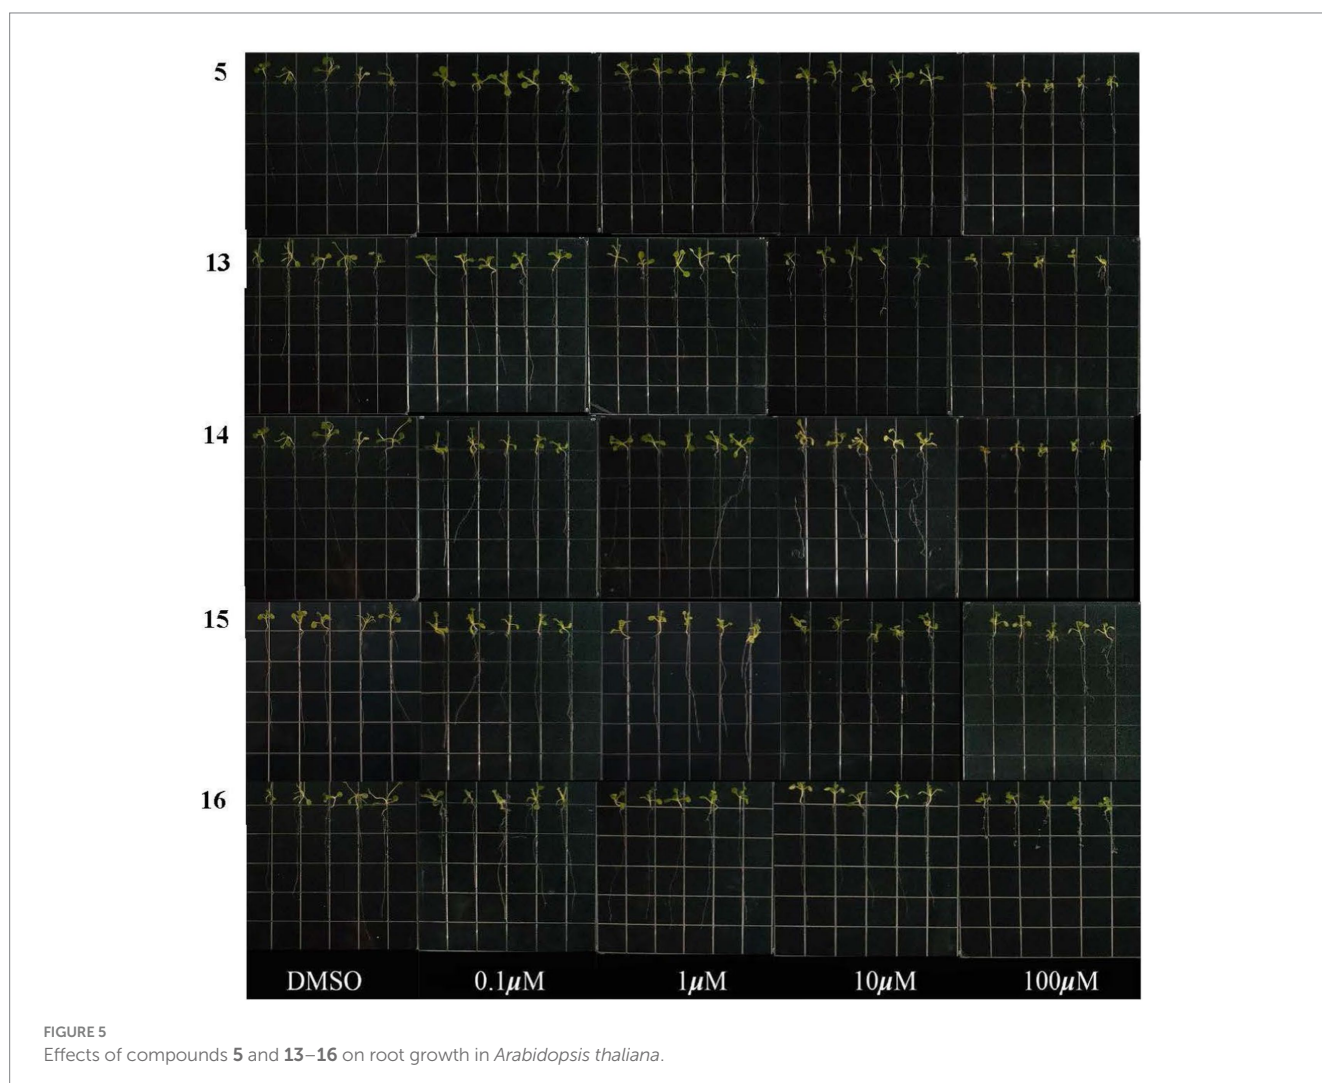 5
13
14
15
16
DMSO 0.1µM 1µM 10µM 100µM
FIGURE 5
Effects of compounds 5 and 13–16 on root growth in Arabidopsis thaliana.